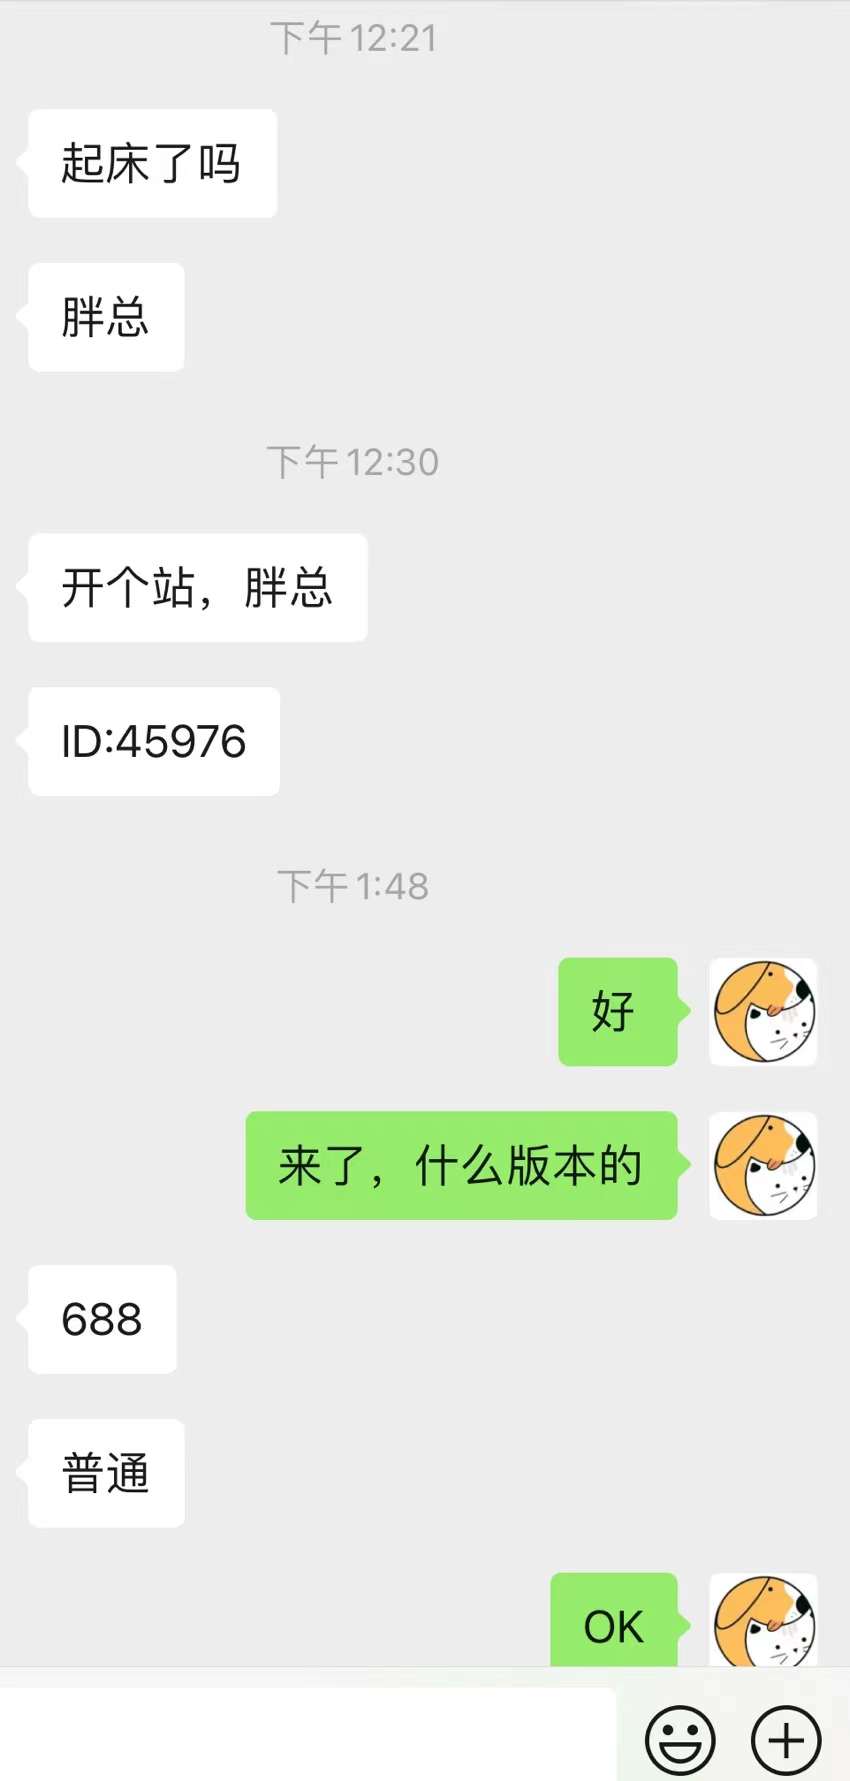 下午12:21
起床了吗
胖总
下午12:30
开个站，胖总
ID:45976
下午1:48
好
来了，什么版本的
688
普通
OK